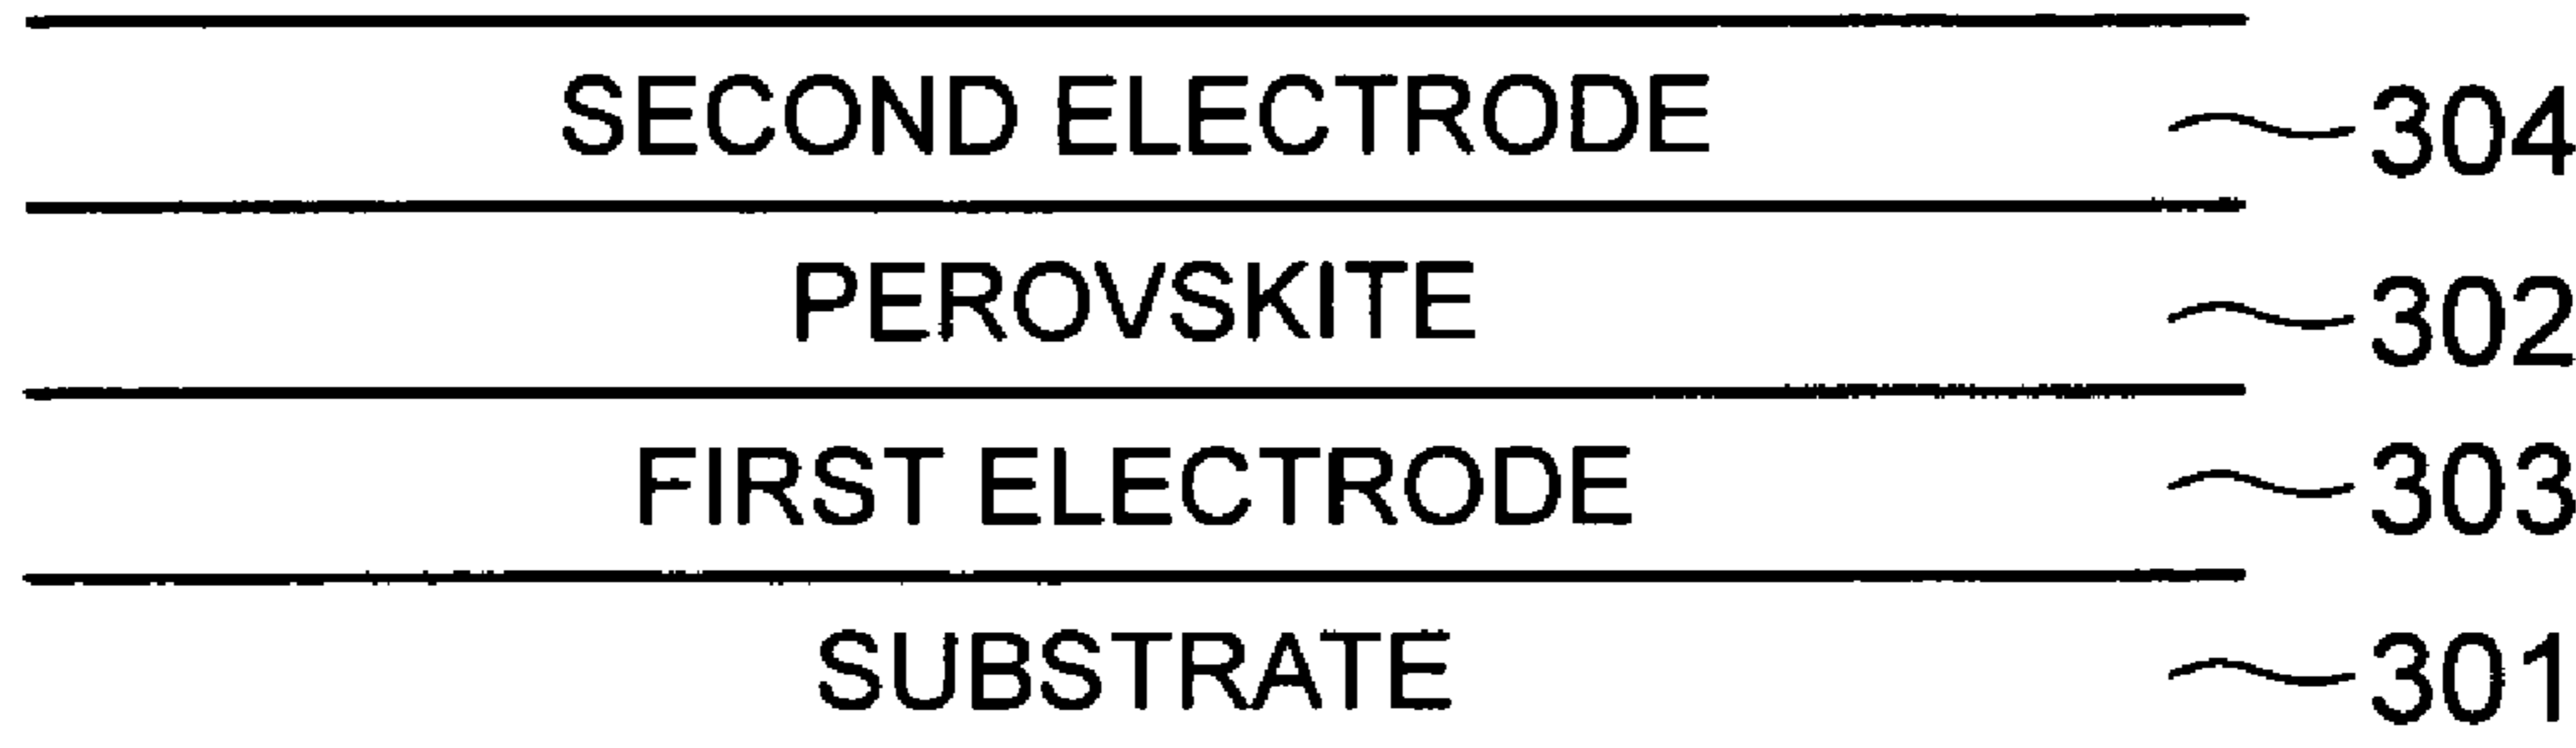 SECOND ELECTRODE 304
PEROVSKITE 302
FIRST ELECTRODE 303
SUBSTRATE 301